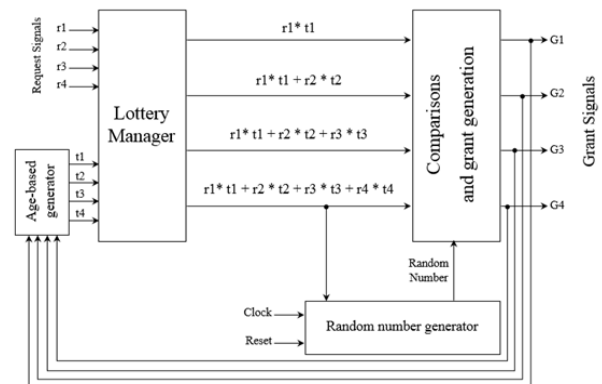 Request Signals
r1
r2
r3
r4
Lottery
Manager
r1* t1
r1* t1 + r2 * t2
r1* t1 + r2 * t2 + r3 * t3
r1* t1 + r2 * t2 + r3 * t3 + r4 * t4
Comparisons
and grant generation
G1
G2
G3
G4
Grant Signals
Age-based
generator
t1
t2
t3
t4
Random
Number
Clock
Reset
Random number generator